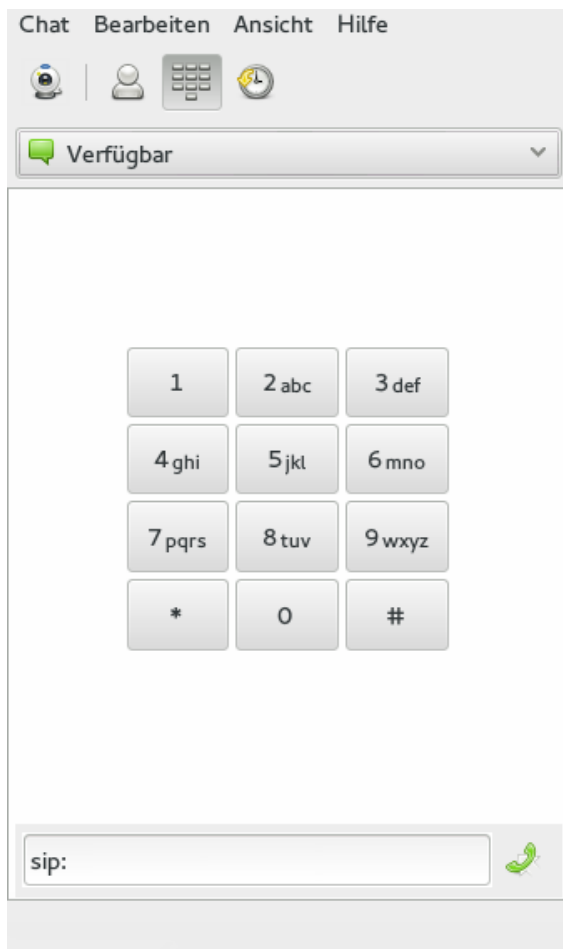 Chat Bearbeiten Ansicht Hilfe
Verfügbar
1 2 abc 3 def
4 ghi 5 jkl 6 mno
7 pqrs 8 tuv 9 wxyz
* 0 #
sip: